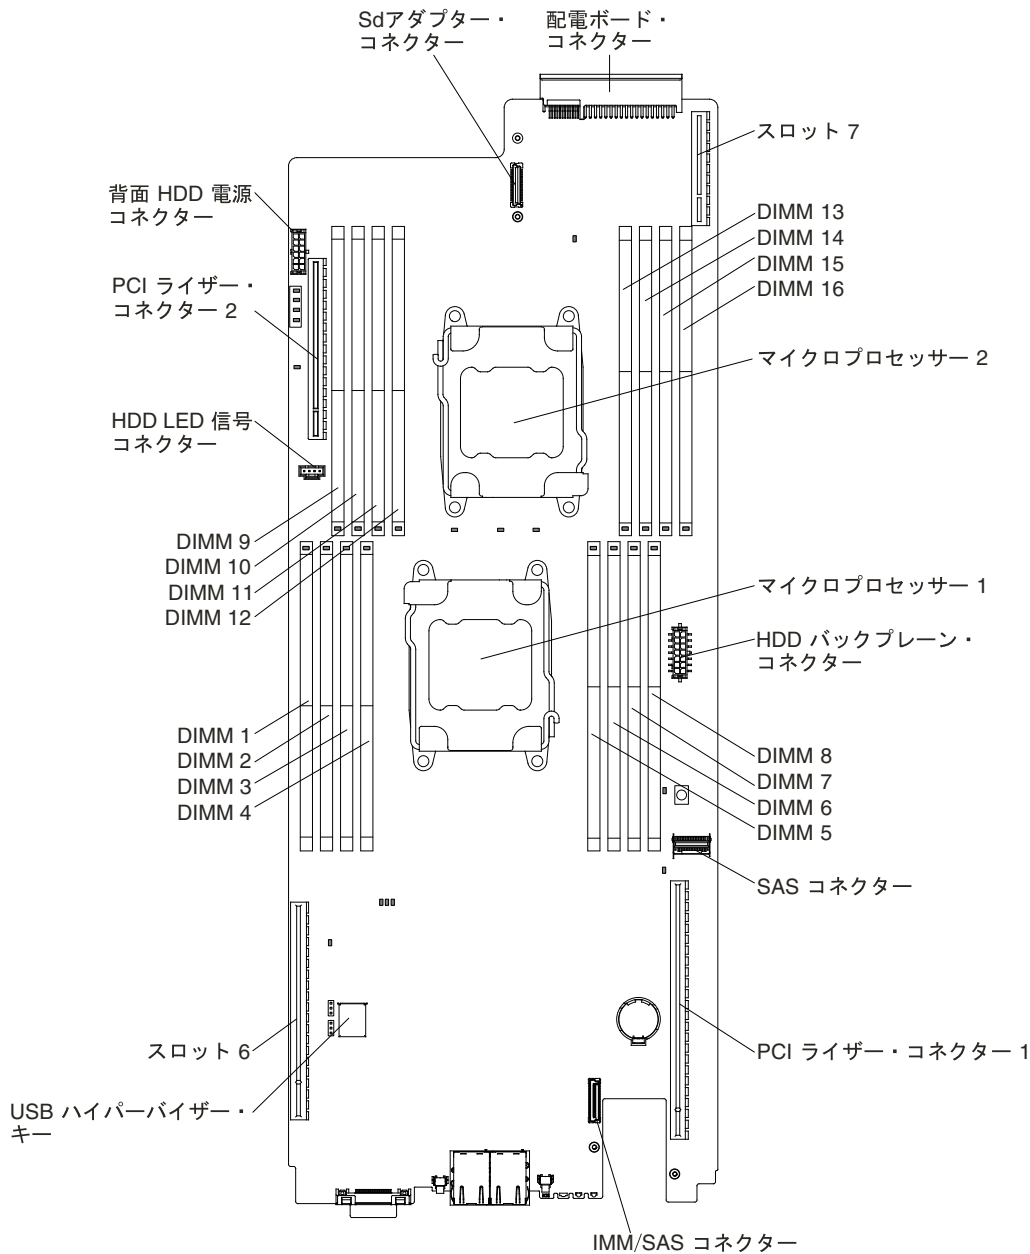 Sdアダプター・
コネクター
配電ボード・
コネクター
スロット 7
背面 HDD 電源
コネクター
DIMM 13
DIMM 14
DIMM 15
DIMM 16
PCI ライザー・
コネクター 2
マイクロプロセッサー 2
HDD LED 信号
コネクター
DIMM 9
DIMM 10
DIMM 11
DIMM 12
マイクロプロセッサー 1
HDD バックプレーン・
コネクター
DIMM 1
DIMM 2
DIMM 3
DIMM 4
DIMM 8
DIMM 7
DIMM 6
DIMM 5
SAS コネクター
スロット 6
PCI ライザー・コネクター 1
USB ハイパーバイザー・
キー
IMM/SAS コネクター